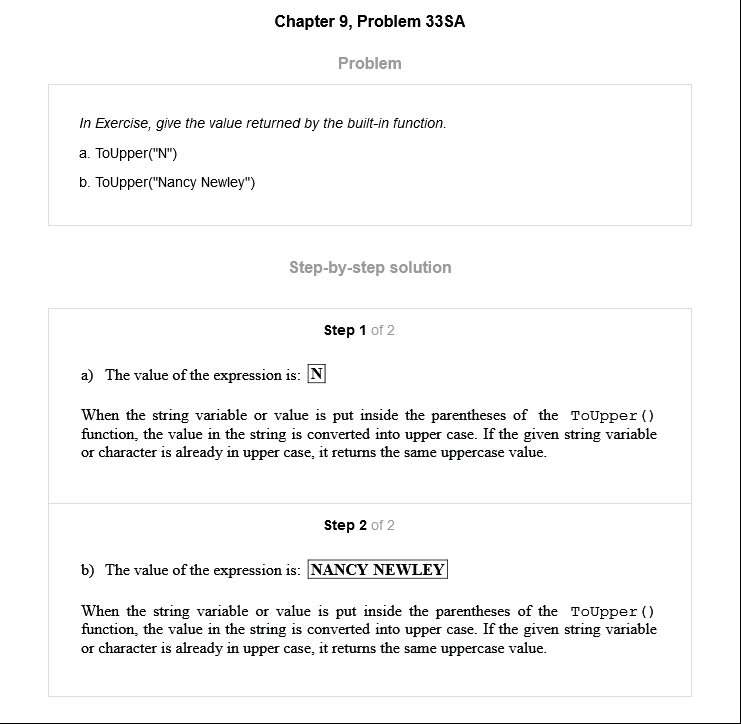 Chapter 9, Problem 33SA
Problem
In Exercise, give the value returned by the built-in function.
a. ToUpper("N")
b. ToUpper("Nancy Newley")
Step-by-step solution
Step 1 of 2
a) The value of the expression is: N
When the string variable or value is put inside the parentheses of the ToUpper()
function, the value in the string is converted into upper case. If the given string variable
or character is already in upper case, it returns the same uppercase value.
Step 2 of 2
b) The value of the expression is: NANCY NEWLEY
When the string variable or value is put inside the parentheses of the ToUpper()
function, the value in the string is converted into upper case. If the given string variable
or character is already in upper case, it returns the same uppercase value.